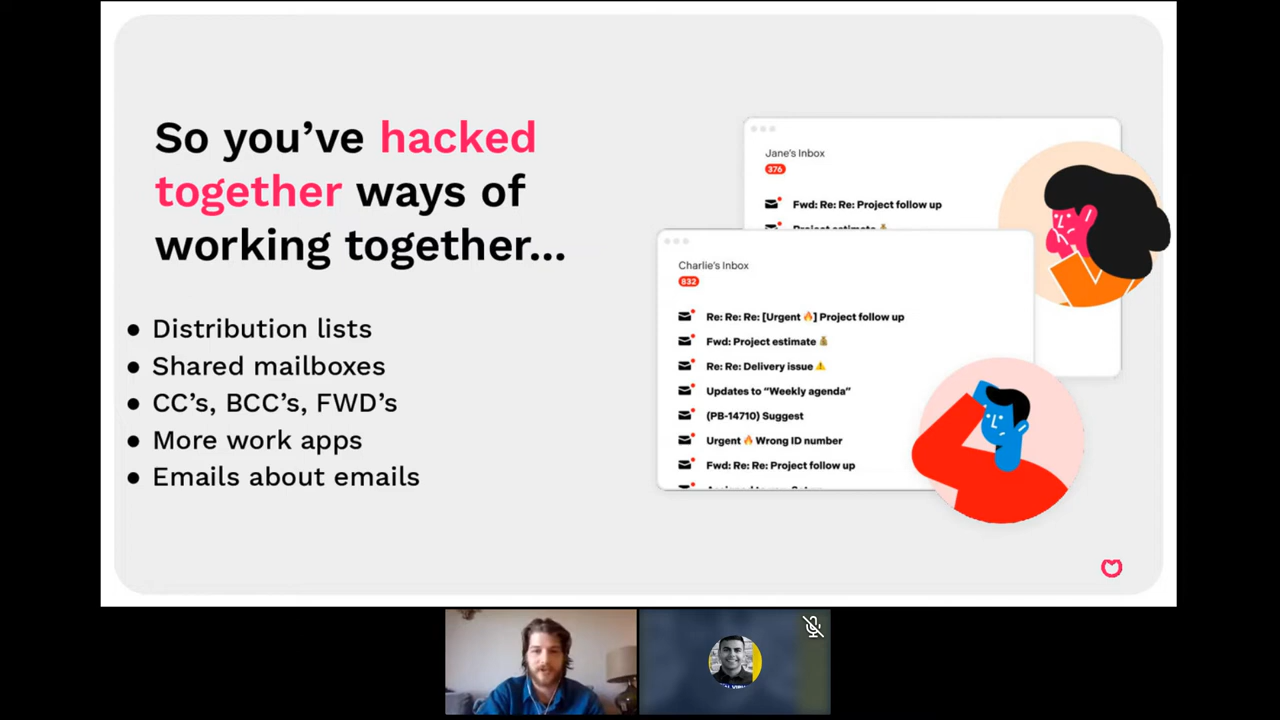 So you've hacked
together ways of
working together...
● Distribution lists
● Shared mailboxes
● CC's, BCC's, FWD's
● More work apps
● Emails about emails
Jane's Inbox
376
Fwd: Re: Re: Project follow up
Project estimate 💰
Charlie's Inbox
832
Re: Re: Re: [Urgent 🔥] Project follow up
Fwd: Project estimate 💰
Re: Re: Delivery issue ⚠️
Updates to “Weekly agenda”
(PB-14710) Suggest
Urgent 🔥 Wrong ID number
Fwd: Re: Re: Project follow up